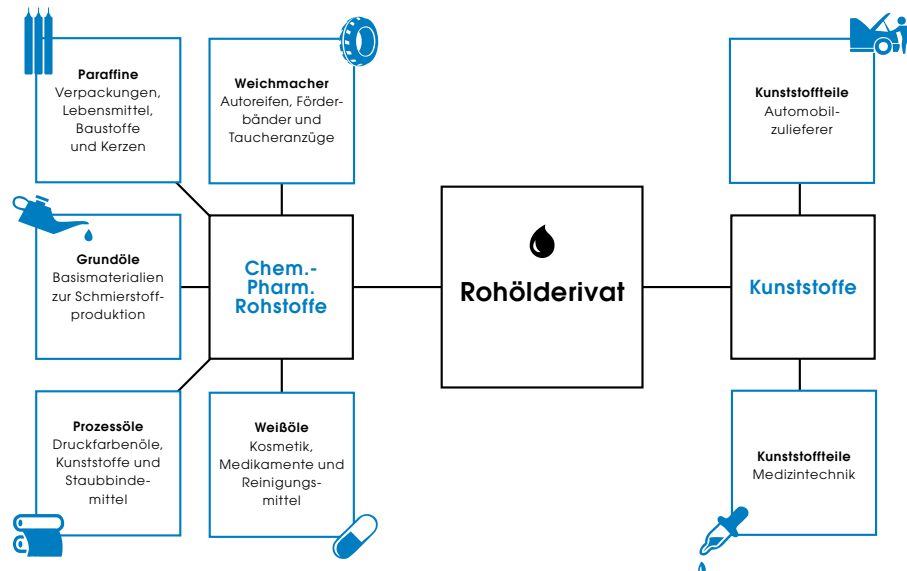 Paraffine
Verpackungen,
Lebensmittel,
Baustoffe
und Kerzen
Weichmacher
Autoreifen, Förder-
bänder und
Taucheranzüge
Kunststoffteile
Automobil-
zulieferer
Grundöle
Basismaterialien
zur Schmierstoff-
produktion
Chem.-
Pharm.
Rohstoffe
Rohölderivat
Kunststoffe
Prozessöle
Druckfarbenöle,
Kunststoffe und
Staubbinde-
mittel
Weißöle
Kosmetik,
Medikamente und
Reinigungs-
mittel
Kunststoffteile
Medizintechnik